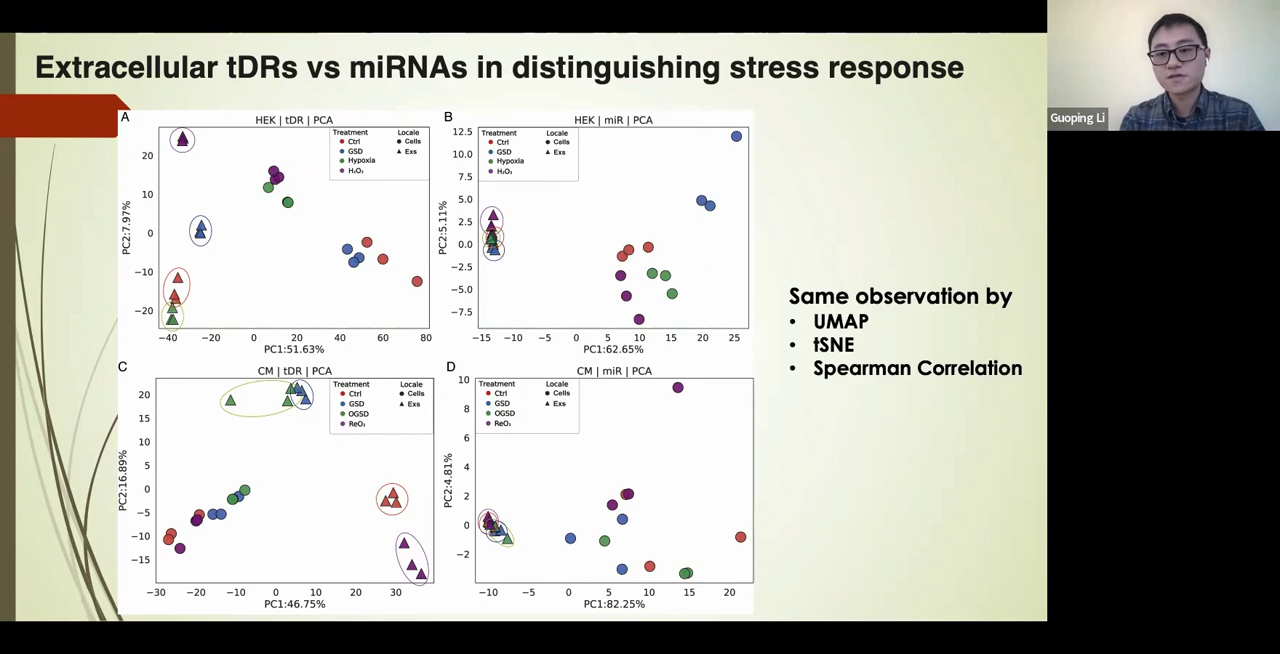 Extracellular tDRs vs miRNAs in distinguishing stress response
Guoping Li
A
HEK | tDR | PCA
Treatment
Ctrl
GSD
Hypoxia
H₂O₂
Locale
Cells
Exs
PC2:7.97%
20
10
0
−10
−20
−40
−20
0
20
40
60
80
PC1:51.63%
B
HEK | miR | PCA
Treatment
Ctrl
GSD
Hypoxia
H₂O₂
Locale
Cells
Exs
PC2:5.11%
12.5
10.0
7.5
5.0
2.5
0.0
−2.5
−5.0
−7.5
−15
−10
−5
0
5
10
15
20
25
PC1:62.65%
C
CM | tDR | PCA
Treatment
Ctrl
GSD
OGSD
ReO₂
Locale
Cells
Exs
PC2:16.89%
20
15
10
5
0
−5
−10
−15
−30
−20
−10
0
10
20
30
PC1:46.75%
D
CM | miR | PCA
Treatment
Ctrl
GSD
OGSD
ReO₂
Locale
Cells
Exs
PC2:4.81%
10
8
6
4
2
0
−2
−10
−5
0
5
10
15
20
PC1:82.25%
Same observation by
• UMAP
• tSNE
• Spearman Correlation